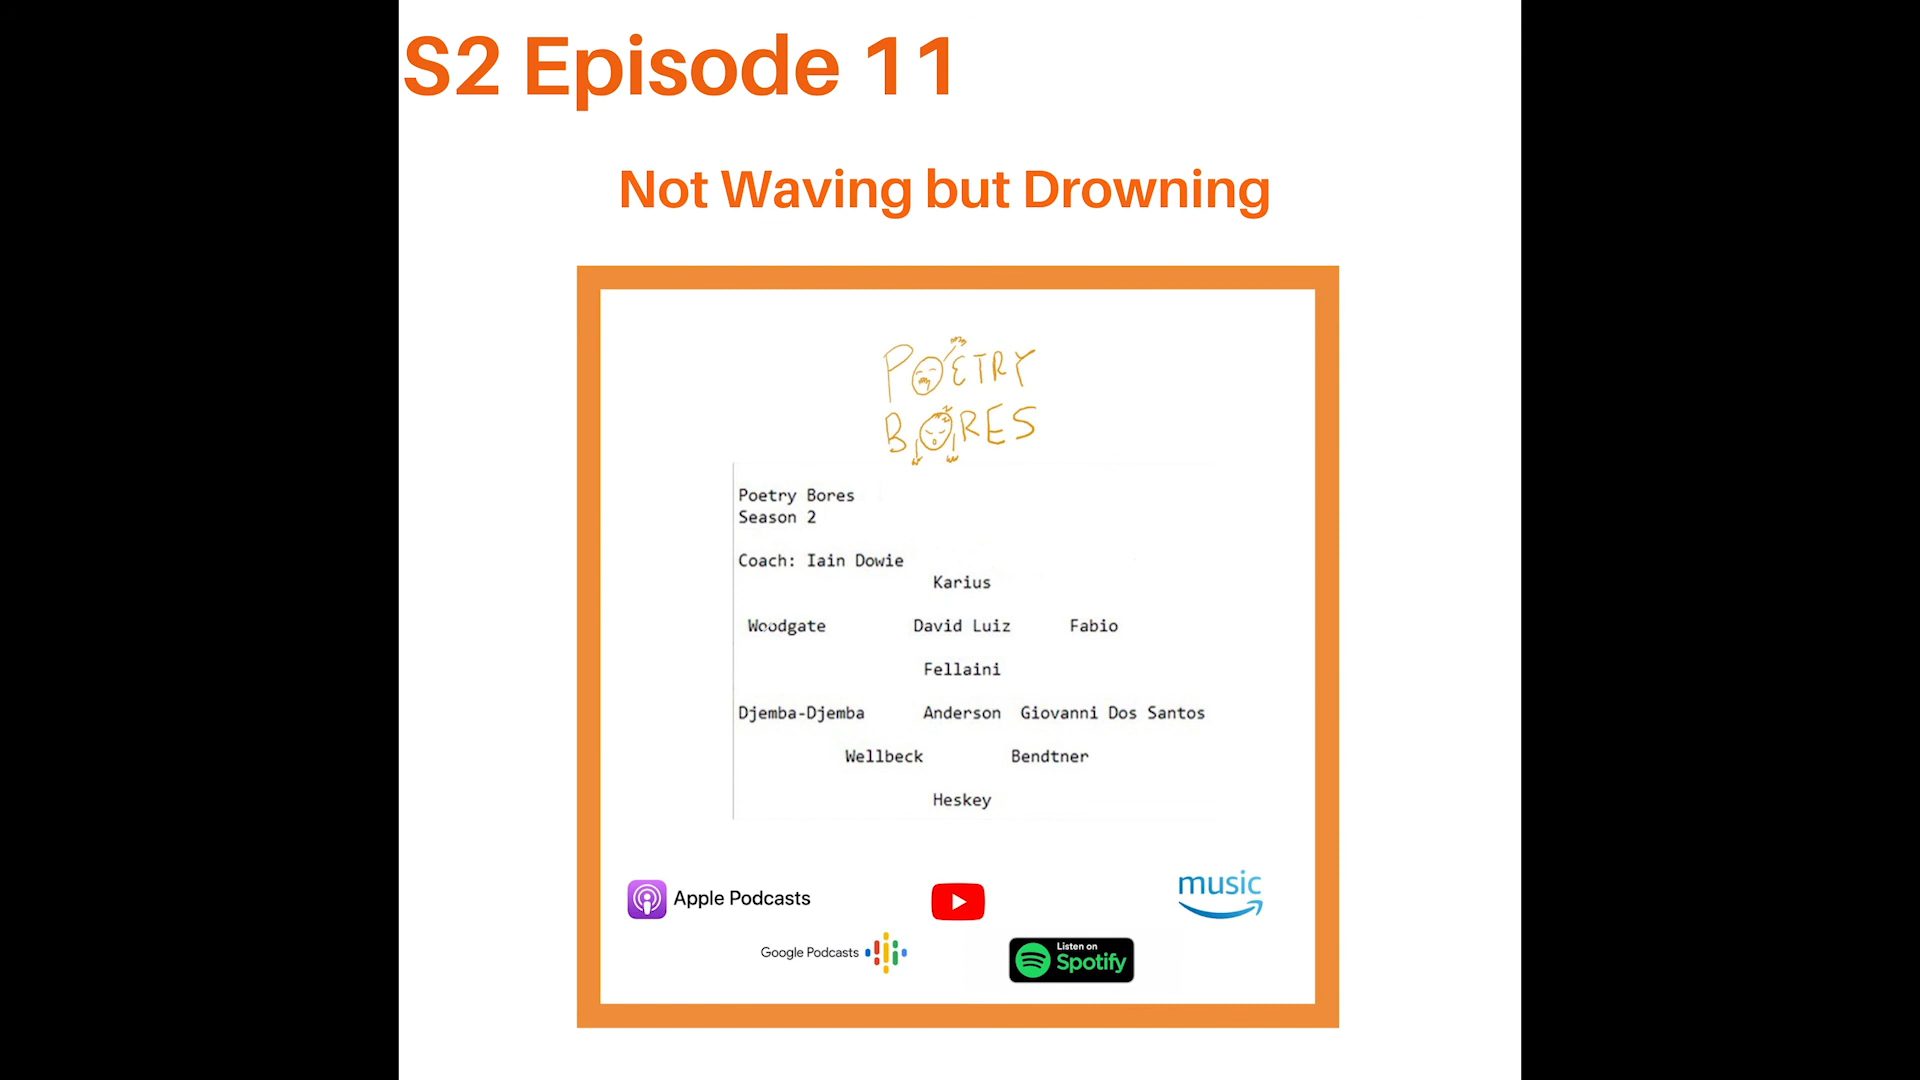 S2 Episode 11
Not Waving but Drowning
POETRY
BORES
Poetry Bores
Season 2
Coach: Iain Dowie
Karius
Woodgate David Luiz Fabio
Fellaini
Djemba-Djemba Anderson Giovanni Dos Santos
Wellbeck Bendtner
Heskey
Apple Podcasts
music
Google Podcasts
Listen on
Spotify